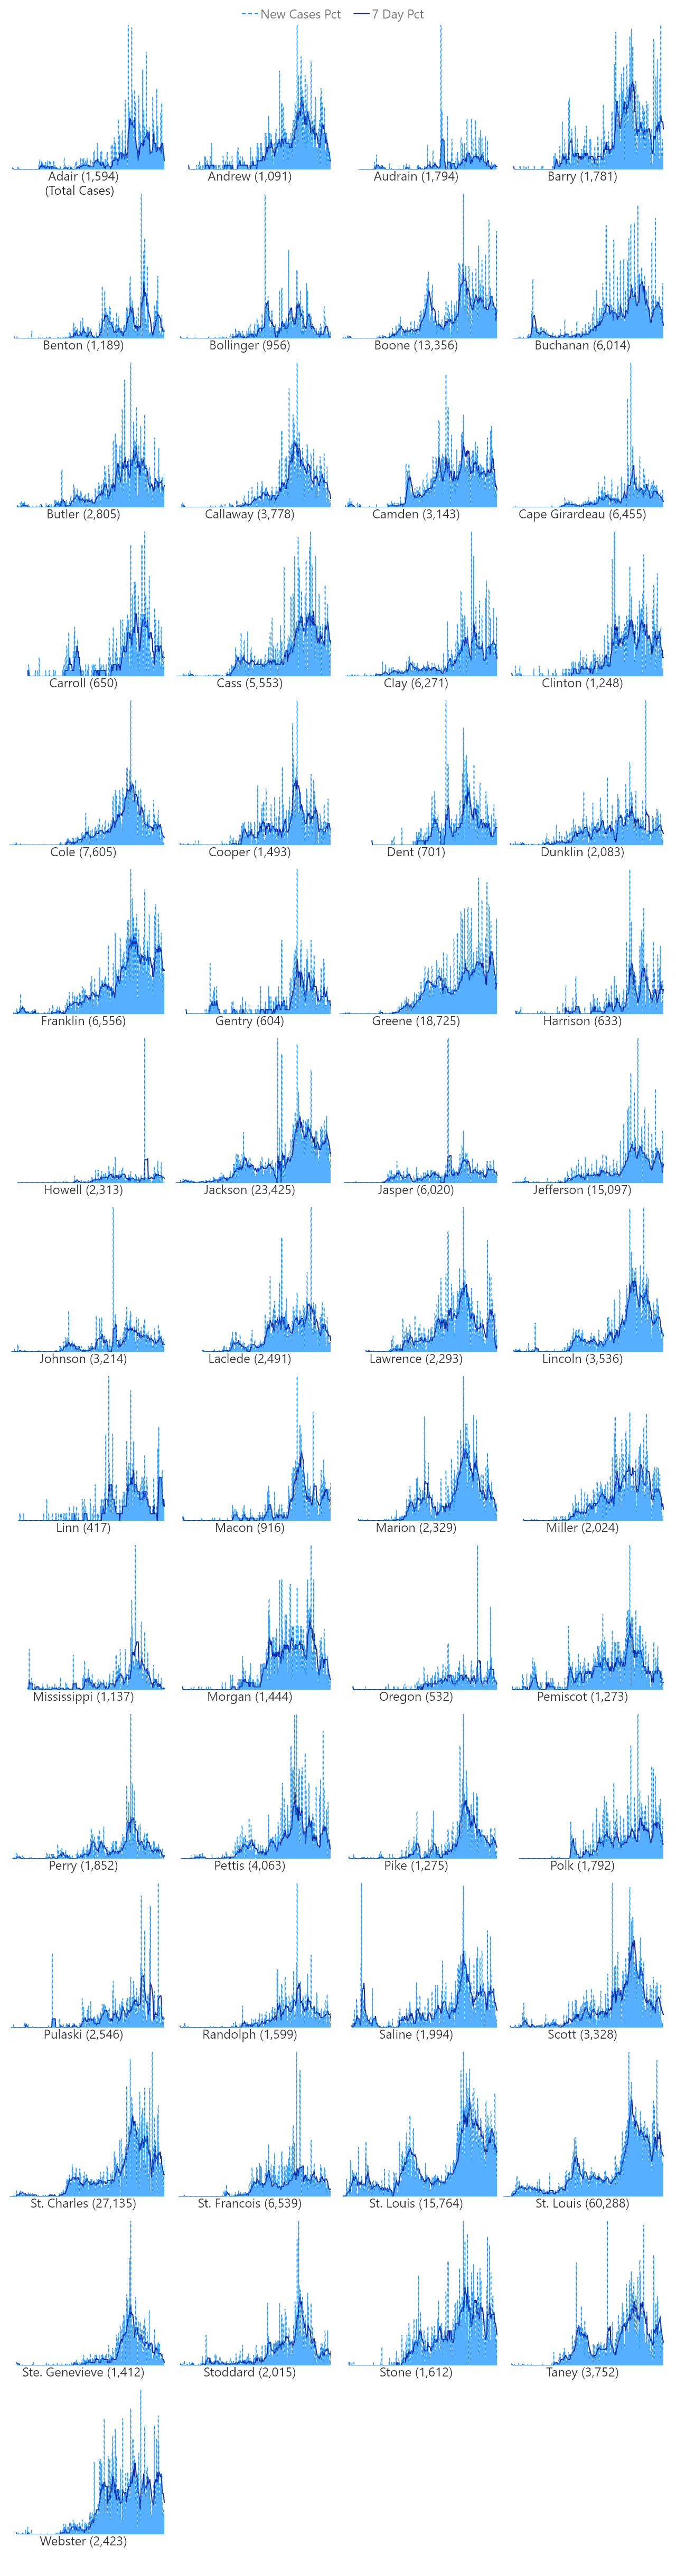 New Cases Pct 7 Day Pct
Adair (1,594) Andrew (1,091) Audrain (1,794) Barry (1,781)
(Total Cases)
Benton (1,189) Bollinger (956) Boone (13,356) Buchanan (6,014)
Butler (2,805) Callaway (3,778) Camden (3,143) Cape Girardeau (6,455)
Carroll (650) Cass (5,553) Clay (6,271) Clinton (1,248)
Cole (7,605) Cooper (1,493) Dent (701) Dunklin (2,083)
Franklin (6,556) Gentry (604) Greene (18,725) Harrison (633)
Howell (2,313) Jackson (23,425) Jasper (6,020) Jefferson (15,097)
Johnson (3,214) Laclede (2,491) Lawrence (2,293) Lincoln (3,536)
Linn (417) Macon (916) Marion (2,329) Miller (2,024)
Mississippi (1,137) Morgan (1,444) Oregon (532) Pemiscot (1,273)
Perry (1,852) Pettis (4,063) Pike (1,275) Polk (1,792)
Pulaski (2,546) Randolph (1,599) Saline (1,994) Scott (3,328)
St. Charles (27,135) St. Francois (6,539) St. Louis (15,764) St. Louis (60,288)
Ste. Genevieve (1,412) Stoddard (2,015) Stone (1,612) Taney (3,752)
Webster (2,423)